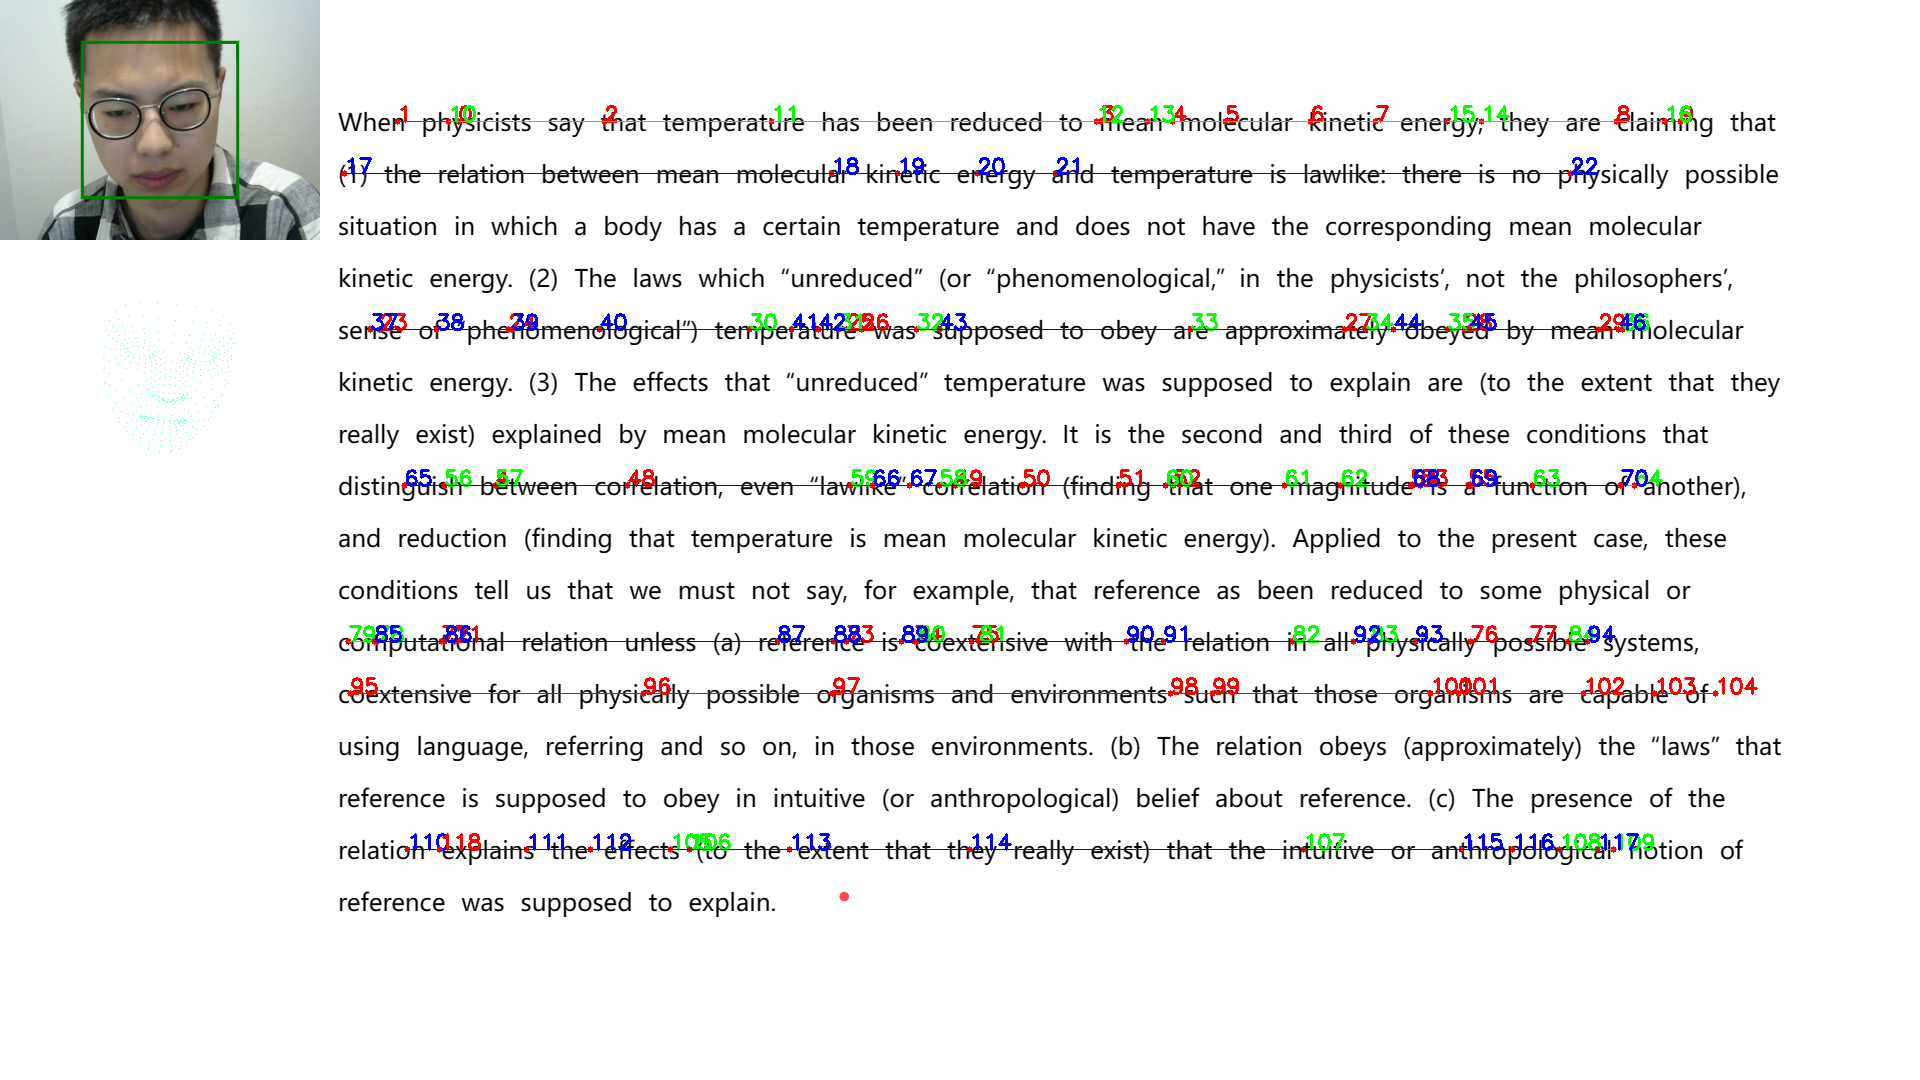 When physicists say that temperature has been reduced to mean molecular kinetic energy, they are claiming that
(1) the relation between mean molecular kinetic energy and temperature is lawlike: there is no physically possible
situation in which a body has a certain temperature and does not have the corresponding mean molecular
kinetic energy. (2) The laws which “unreduced” (or “phenomenological,” in the physicists’, not the philosophers’,
sense of “phenomenological”) temperature was supposed to obey are approximately obeyed by mean molecular
kinetic energy. (3) The effects that “unreduced” temperature was supposed to explain are (to the extent that they
really exist) explained by mean molecular kinetic energy. It is the second and third of these conditions that
distinguish between correlation, even “lawlike” correlation (finding that one magnitude is a function of another),
and reduction (finding that temperature is mean molecular kinetic energy). Applied to the present case, these
conditions tell us that we must not say, for example, that reference as been reduced to some physical or
computational relation unless (a) reference is coextensive with the relation in all physically possible systems,
coextensive for all physically possible organisms and environments such that those organisms are capable of
using language, referring and so on, in those environments. (b) The relation obeys (approximately) the “laws” that
reference is supposed to obey in intuitive (or anthropological) belief about reference. (c) The presence of the
relation explains the effects (to the extent that they really exist) that the intuitive or anthropological notion of
reference was supposed to explain.